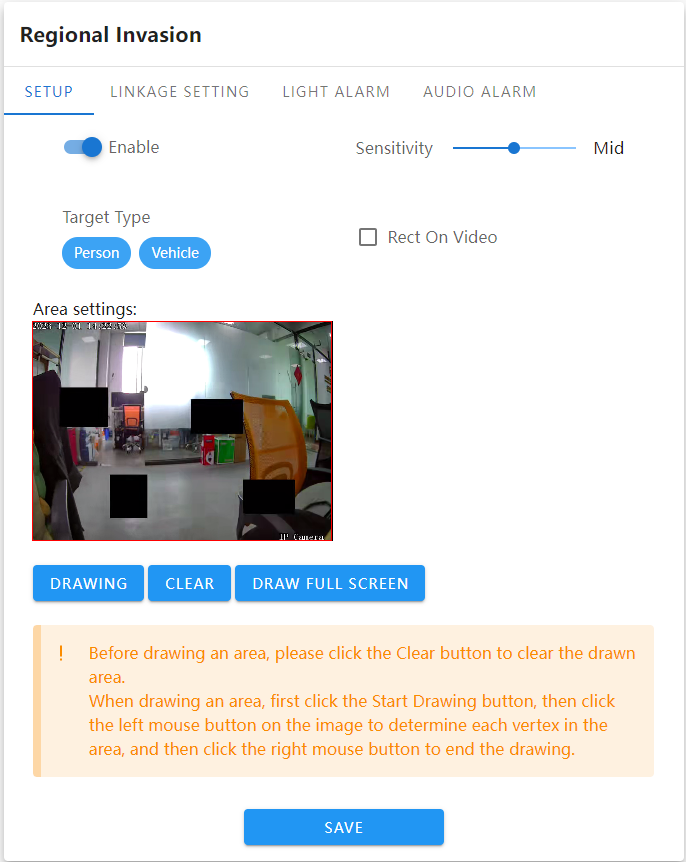 Regional Invasion
SETUP LINKAGE SETTING LIGHT ALARM AUDIO ALARM
Enable Sensitivity Mid
Target Type
Person Vehicle
Rect On Video
Area settings:
IP Camera
DRAWING CLEAR DRAW FULL SCREEN
! Before drawing an area, please click the Clear button to clear the drawn
area.
When drawing an area, first click the Start Drawing button, then click
the left mouse button on the image to determine each vertex in the
area, and then click the right mouse button to end the drawing.
SAVE